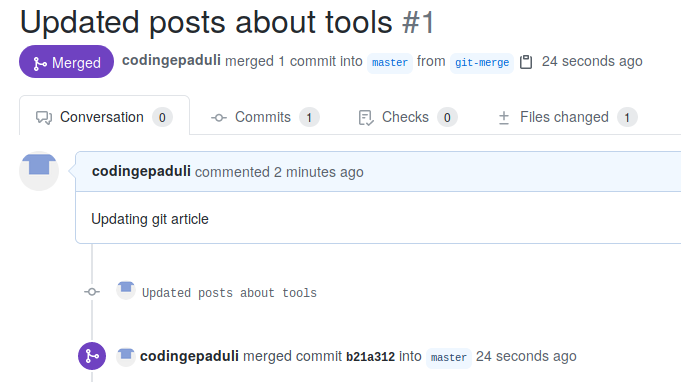 Updated posts about tools #1
Merged codingepaduli merged 1 commit into master from git-merge 24 seconds ago
Conversation 0 Commits 1 Checks 0 Files changed 1
codingepaduli commented 2 minutes ago
Updating git article
Updated posts about tools
codingepaduli merged commit b21a312 into master 24 seconds ago